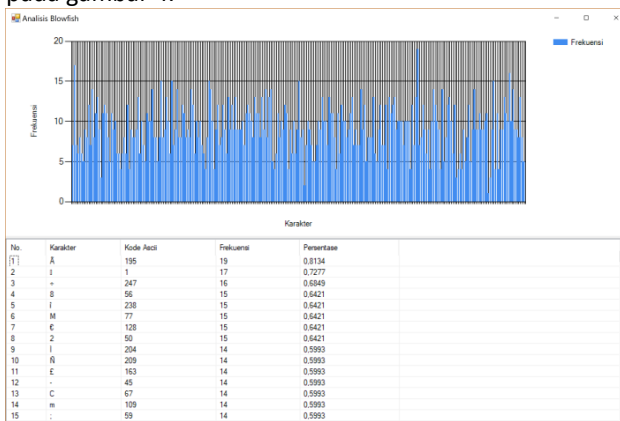 Analisis Blowfish
20
Frekuensi
15
10
Frekuensi
5
0
Karakter
No. Karakter Kode Ascii Frekuensi Persentase
1 195 19 0,8134
2 1 17 0,7277
3 247 16 0,6849
4 8 56 15 0,6421
5 î 238 15 0,6421
6 M 77 15 0,6421
7 € 128 15 0,6421
8 2 50 15 0,6421
9 204 14 0,5993
10 Ñ 209 14 0,5993
11 £ 163 14 0,5993
12 - 45 14 0,5993
13 C 67 14 0,5993
14 m 109 14 0,5993
15 ; 59 14 0,5993